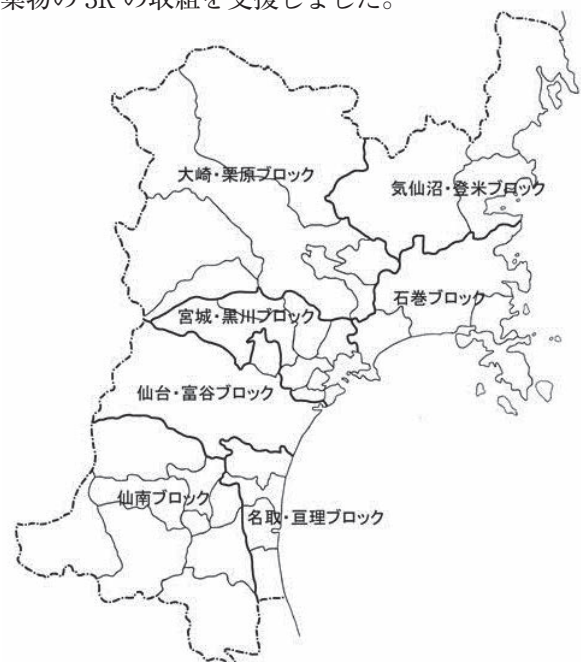 棄物の 3R の取組を支援しました。
大崎・栗原ブロック
気仙沼・登米ブロック
石巻ブロック
宮城・黒川ブロック
仙台・富谷ブロック
仙南ブロック
名取・亘理ブロック